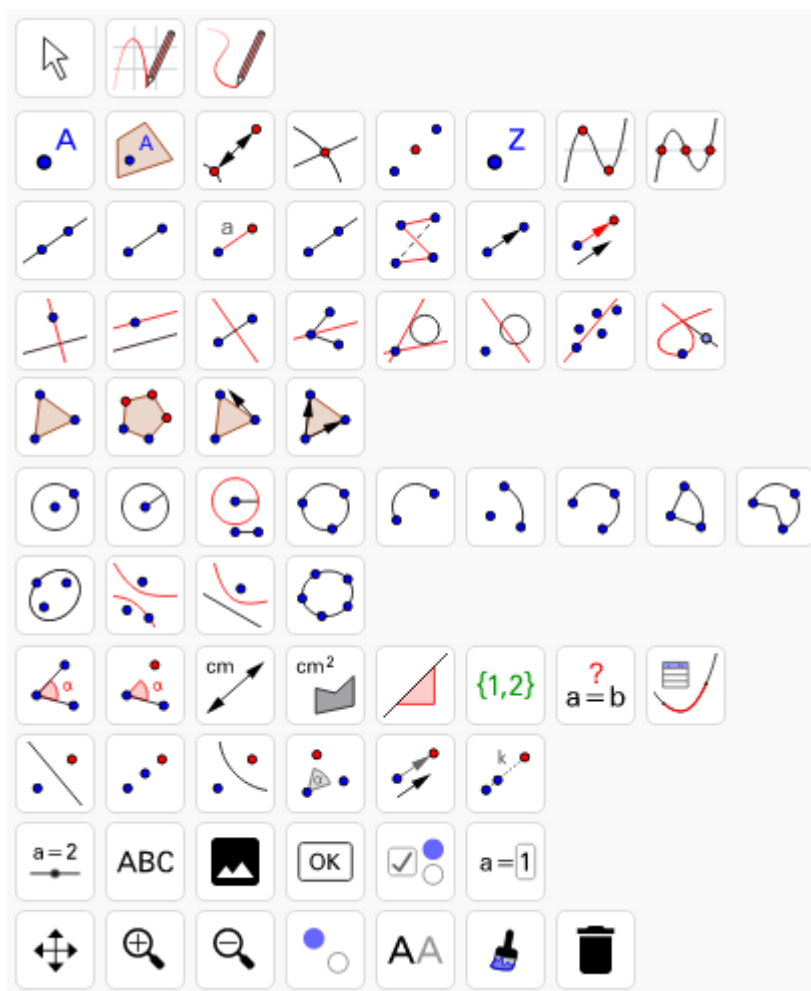 A
A
Z
a
α
α
cm
cm²
{1,2}
?
a=b
α
k
a=2
ABC
OK
a=1
AA